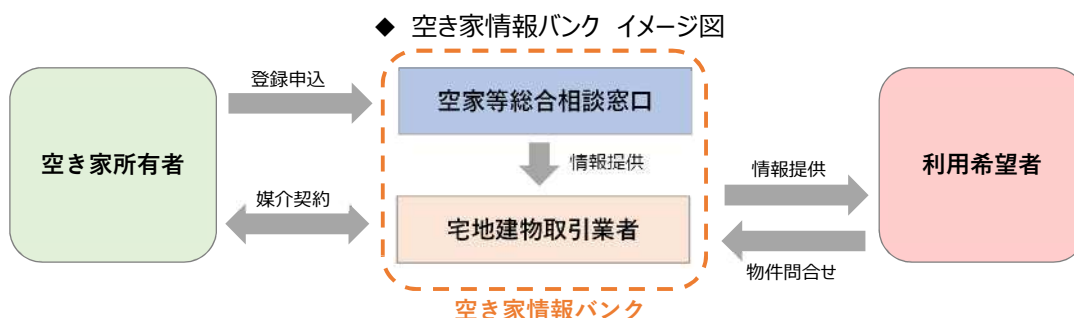 ◆ 空き家情報バンク イメージ図
登録申込
空家等総合相談窓口
空き家所有者
情報提供
情報提供
利用希望者
媒介契約
宅地建物取引業者
物件問合せ
空き家情報バンク